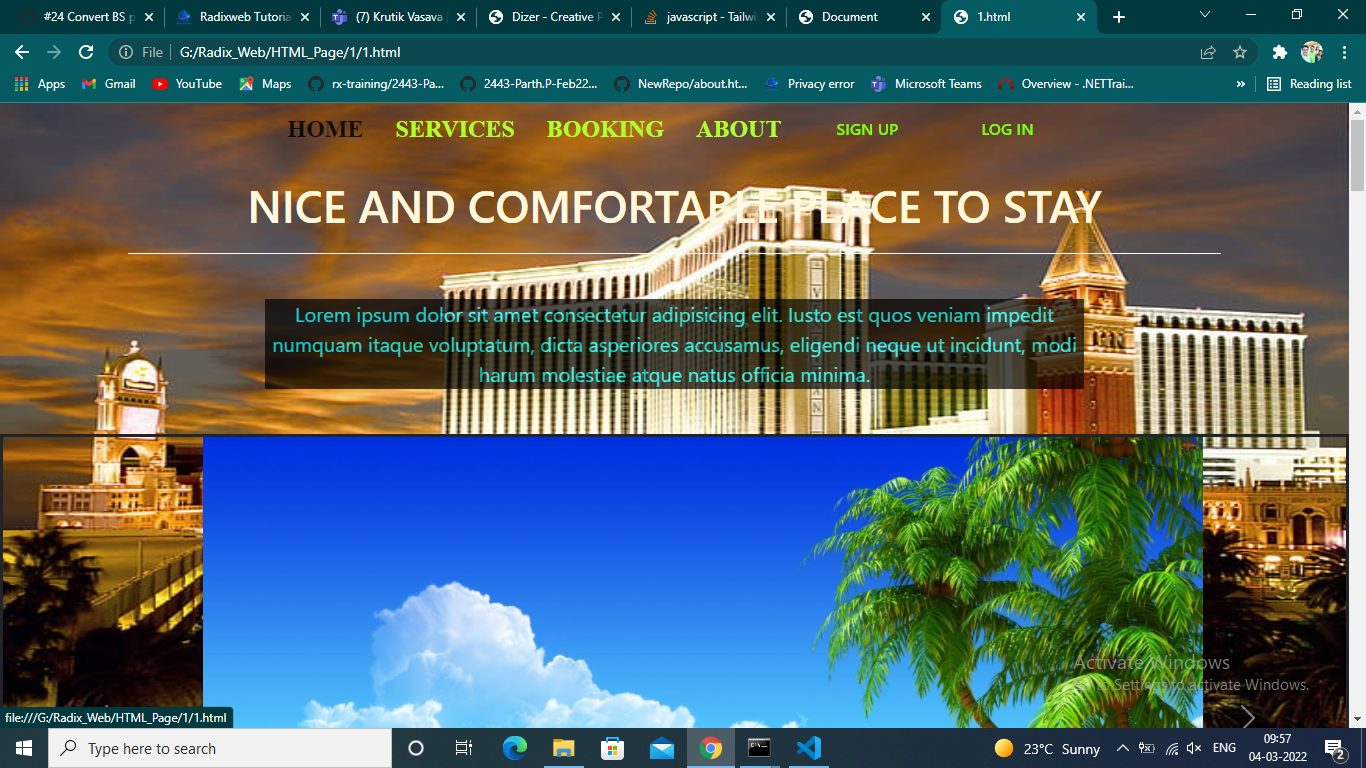 #24 Convert BS p
Radixweb Tutoria
(7) Krutik Vasava
Dizer - Creative P
javascript - Tailwi
Document
1.html
File G:/Radix_Web/HTML_Page/1/1.html
Apps Gmail YouTube Maps rx-training/2443-Pa... 2443-Parth.P-Feb22... NewRepo/about.ht... Privacy error Microsoft Teams Overview - .NETTrai... » Reading list
HOME SERVICES BOOKING ABOUT SIGN UP LOG IN
NICE AND COMFORTABLE PLACE TO STAY
Lorem ipsum dolor sit amet consectetur adipisicing elit. Iusto est quos veniam impedit
numquam itaque voluptatum, dicta asperiores accusamus, eligendi neque ut incidunt, modi
harum molestiae atque natus officia minima.
Activate Windows
to Settings to activate Windows.
file:///G:/Radix_Web/HTML_Page/1/1.html
Type here to search
23°C Sunny
ENG
09:57
04-03-2022
2